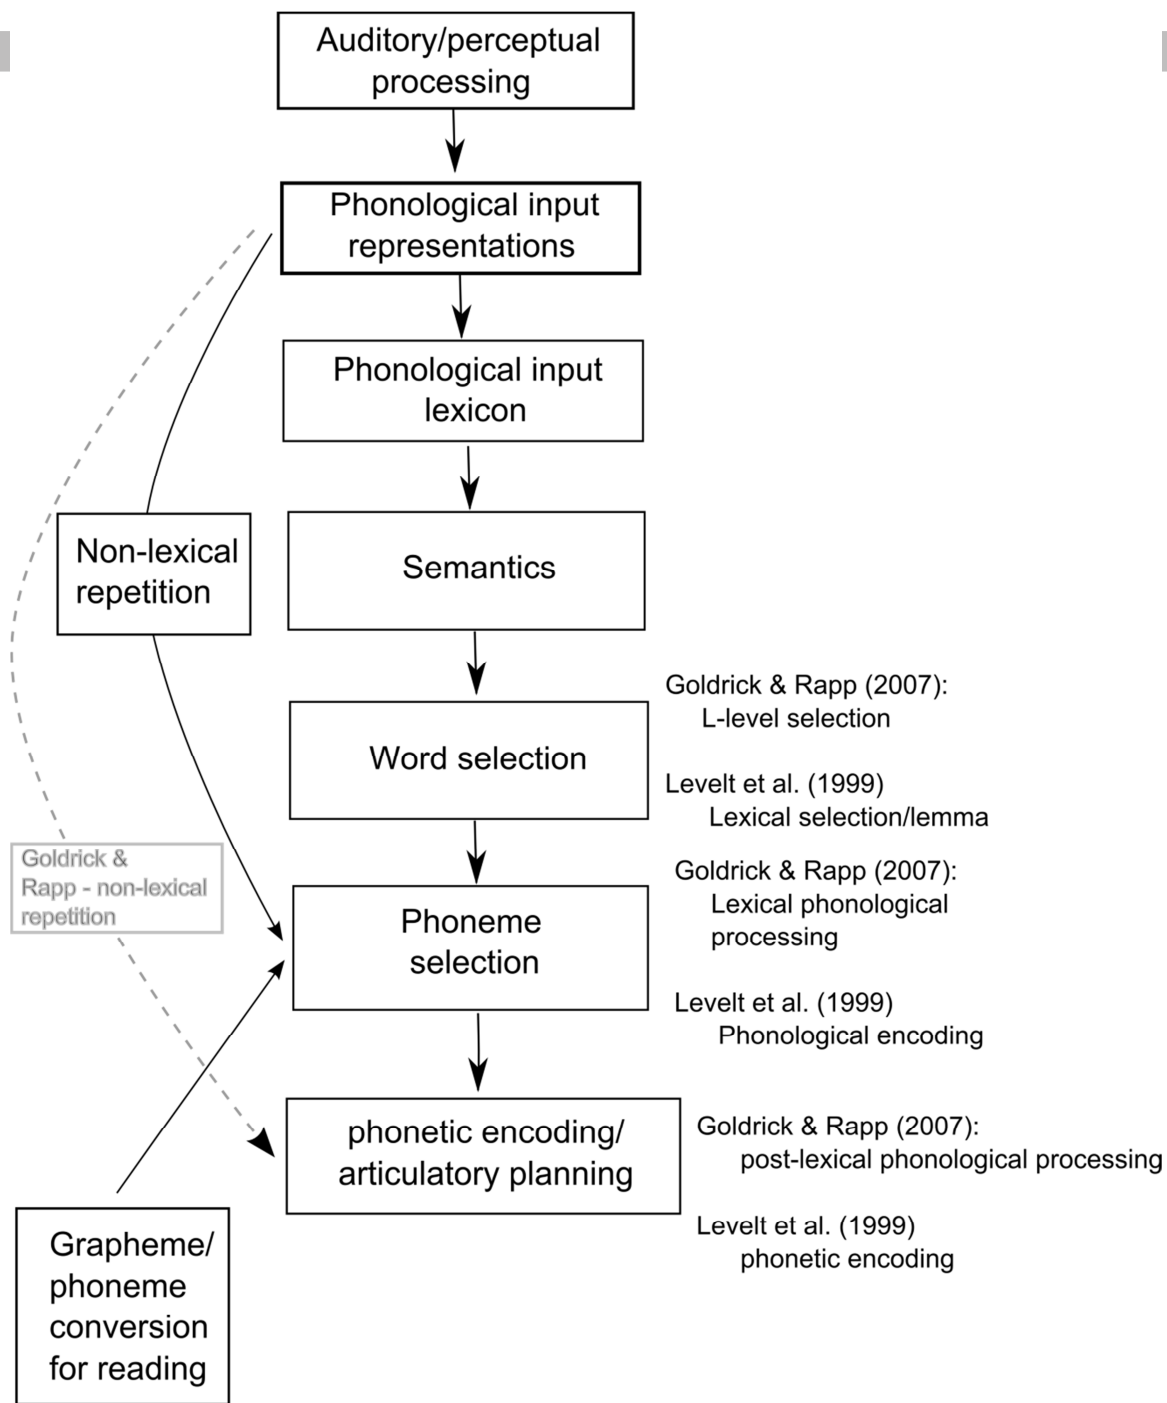 Auditory/perceptual
processing
Phonological input
representations
Phonological input
lexicon
Non-lexical
repetition
Semantics
Goldrick & Rapp (2007):
L-level selection
Word selection
Levelt et al. (1999)
Lexical selection/lemma
Goldrick &
Rapp - non-lexical
repetition
Phoneme
selection
Goldrick & Rapp (2007):
Lexical phonological
processing
Levelt et al. (1999)
Phonological encoding
phonetic encoding/
articulatory planning
Goldrick & Rapp (2007):
post-lexical phonological processing
Levelt et al. (1999)
phonetic encoding
Grapheme/
phoneme
conversion
for reading